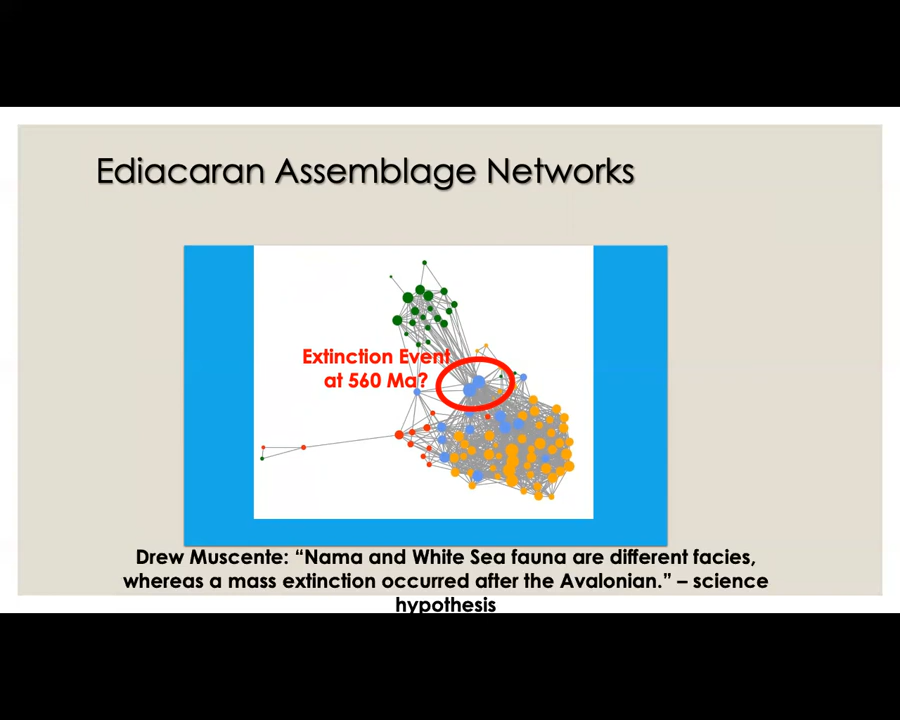 Ediacaran Assemblage Networks
Extinction Event
at 560 Ma?
Drew Muscente: “Nama and White Sea fauna are different facies,
whereas a mass extinction occurred after the Avalonian.” – science
hypothesis